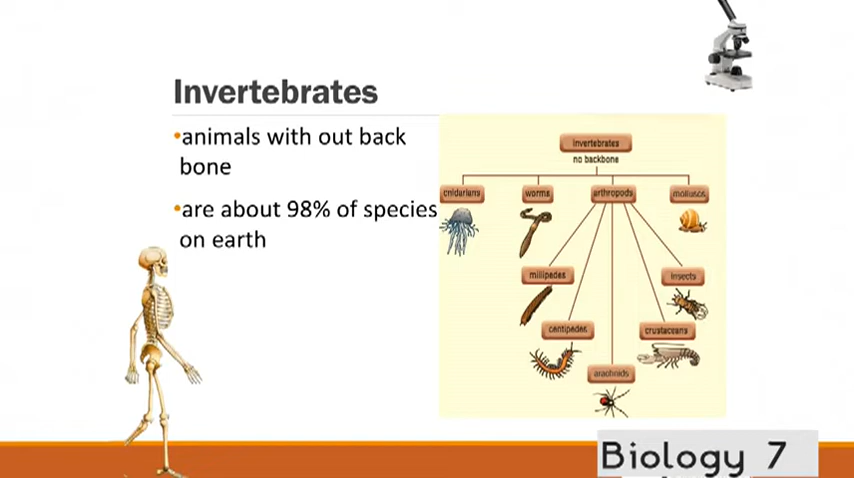 Invertebrates
•animals with out back
bone
•are about 98% of species
on earth
invertebrates
no backbone
cnidarians worms arthropods molluscs
millipedes insects
centipedes crustaceans
arachnids
Biology 7